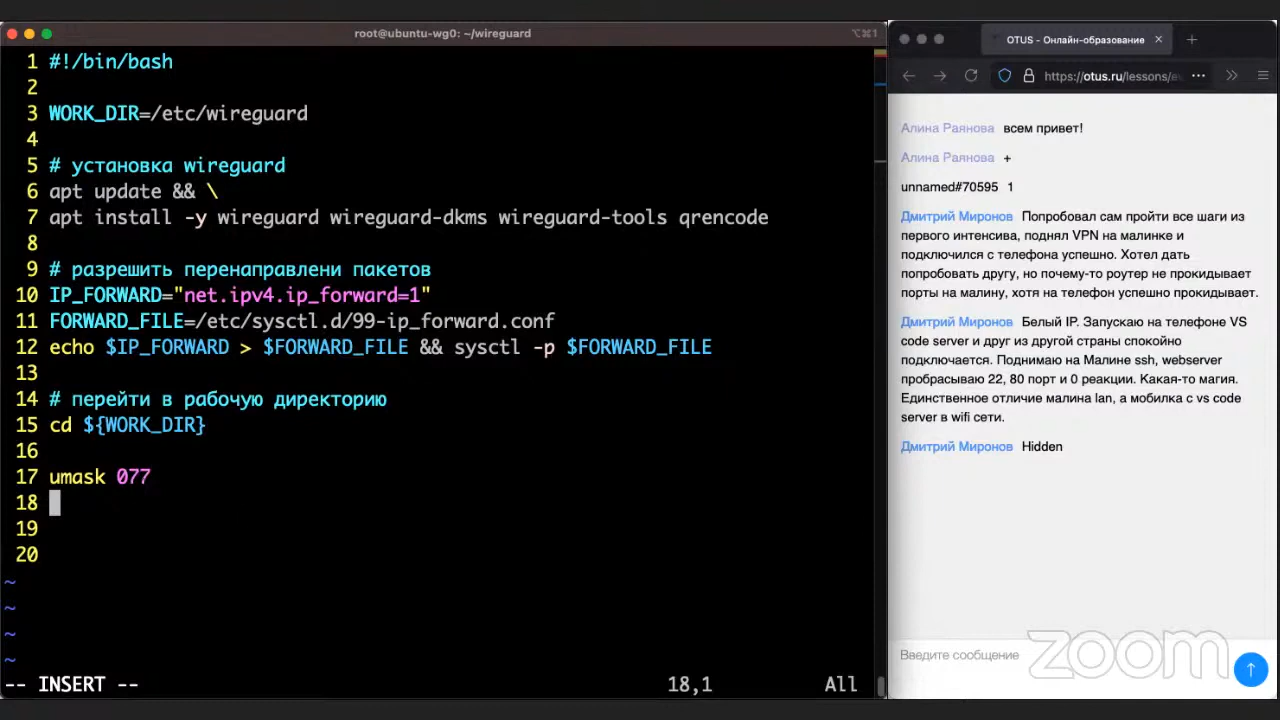 root@ubuntu-wg0: ~/wireguard
⌥⌘1
1 #!/bin/bash
2
3 WORK_DIR=/etc/wireguard
4
5 # установка wireguard
6 apt update && \
7 apt install -y wireguard wireguard-dkms wireguard-tools qrencode
8
9 # разрешить перенаправлени пакетов
10 IP_FORWARD="net.ipv4.ip_forward=1"
11 FORWARD_FILE=/etc/sysctl.d/99-ip_forward.conf
12 echo $IP_FORWARD > $FORWARD_FILE && sysctl -p $FORWARD_FILE
13
14 # перейти в рабочую директорию
15 cd ${WORK_DIR}
16
17 umask 077
18
19
20
~
~
~
~
-- INSERT -- 18,1 All
OTUS - Онлайн-образование
https://otus.ru/lessons/
Алина Раянова всем привет!
Алина Раянова +
unnamed#70595 1
Дмитрий Миронов Попробовал сам пройти все шаги из
первого интенсива, поднял VPN на малинке и
подключился с телефона успешно. Хотел дать
попробовать другу, но почему-то роутер не прокидывает
порты на малину, хотя на телефон успешно прокидывает.
Дмитрий Миронов Белый IP. Запускаю на телефоне VS
code server и друг из другой страны спокойно
подключается. Поднимаю на Малине ssh, webserver
пробрасываю 22, 80 порт и 0 реакции. Какая-то магия.
Единственное отличие малина lan, а мобилка с vs code
server в wifi сети.
Дмитрий Миронов Hidden
Введите сообщение
zoom